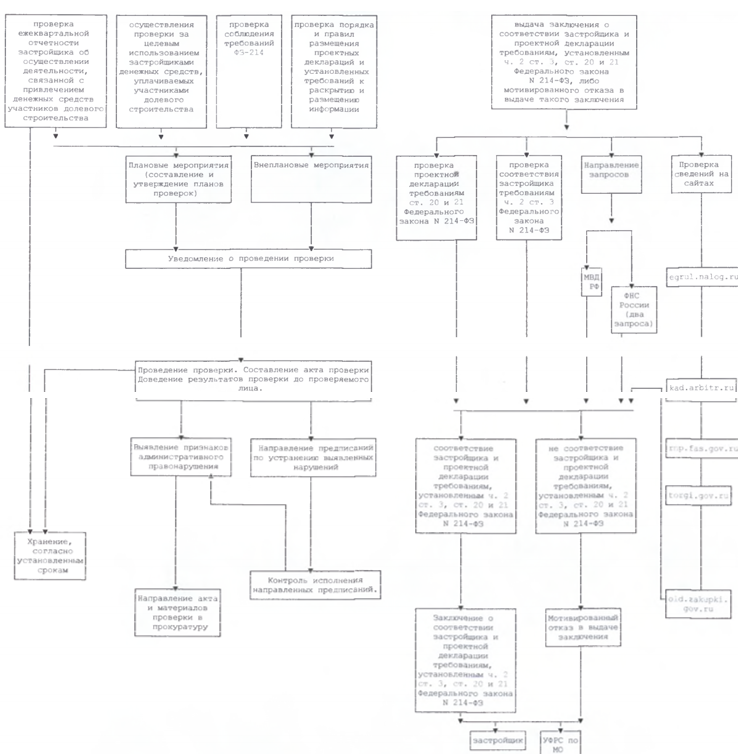 проверка
ежеквартальной
отчетности
застройщика об
осуществлении
деятельности,
связанной с
привлечением
денежных средств
участников долевого
строительства
осуществления
проверки за
целевым
использованием
застройщиками
денежных средств,
уплачиваемых
участниками
долевого
строительства
проверка
соблюдения
требований
ФЗ-214
проверка порядка
и правил
размещения
проектных
деклараций и
установленных
требований к
раскрытию и
размещению
информации
выдача заключения о
соответствии застройщика и
проектной декларации
требованиям, установленным
ч. 2 ст. 3, ст. 20 и 21
Федерального закона
N 214-ФЗ, либо
мотивированного отказа в
выдаче такого заключения
Плановые мероприятия
(составление и
утверждение планов
проверок)
Внеплановые мероприятия
проверка
проектной
декларации
требованиям
ст. 20 и 21
Федерального
закона N 214-ФЗ
проверка
соответствия
застройщика
требованиям
ч. 2 ст. 3
Федерального
закона
N 214-ФЗ
Направление
запросов
Проверка
сведений на
сайтах
Уведомление о проведении проверки
МВД
РФ
ФНС
России
(два
запроса)
egrul.nalog.ru
Проведение проверки. Составление акта проверки
Доведение результатов проверки до проверяемого
лица.
kad.arbitr.ru
Выявление признаков
административного
правонарушения
Направление предписаний
по устранению выявленных
нарушений
соответствие
застройщика и
проектной
декларации
требованиям,
установленным ч. 2
ст. 3, ст. 20 и 21
Федерального закона
N 214-ФЗ
не соответствие
застройщика и
проектной
декларации
требованиям,
установленным ч. 2
ст. 3, ст. 20 и 21
Федерального закона
N 214-ФЗ
rnp.fas.gov.ru
torgi.gov.ru
Хранение,
согласно
установленным
срокам
Контроль исполнения
направленных предписаний.
Направление акта
и материалов
проверки в
прокуратуру
old.zakupki.
gov.ru
Заключение о
соответствии
застройщика и
проектной
декларации
требованиям,
установленным ч. 2
ст. 3, ст. 20 и 21
Федерального закона
N 214-ФЗ
Мотивированный
отказ в выдаче
заключения
застройщик
УФРС по
МО